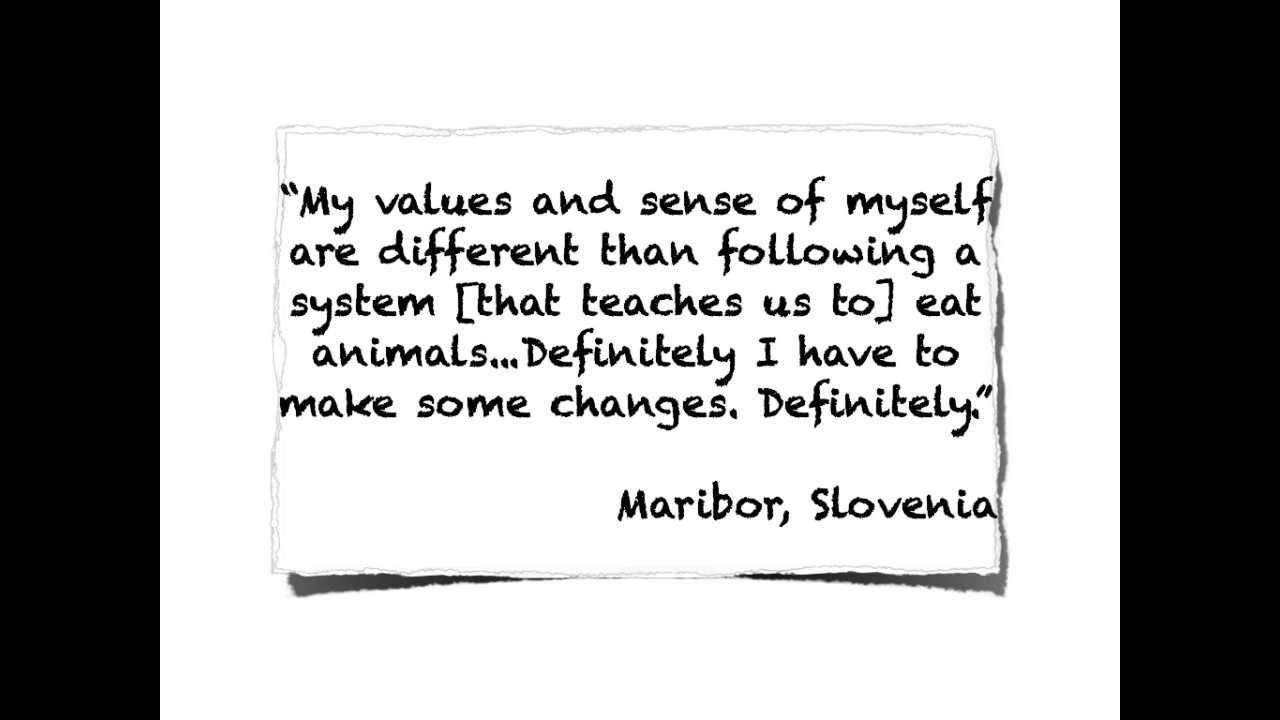 “My values and sense of myself
are different than following a
system [that teaches us to] eat
animals...Definitely I have to
make some changes. Definitely.”
Maribor, Slovenia